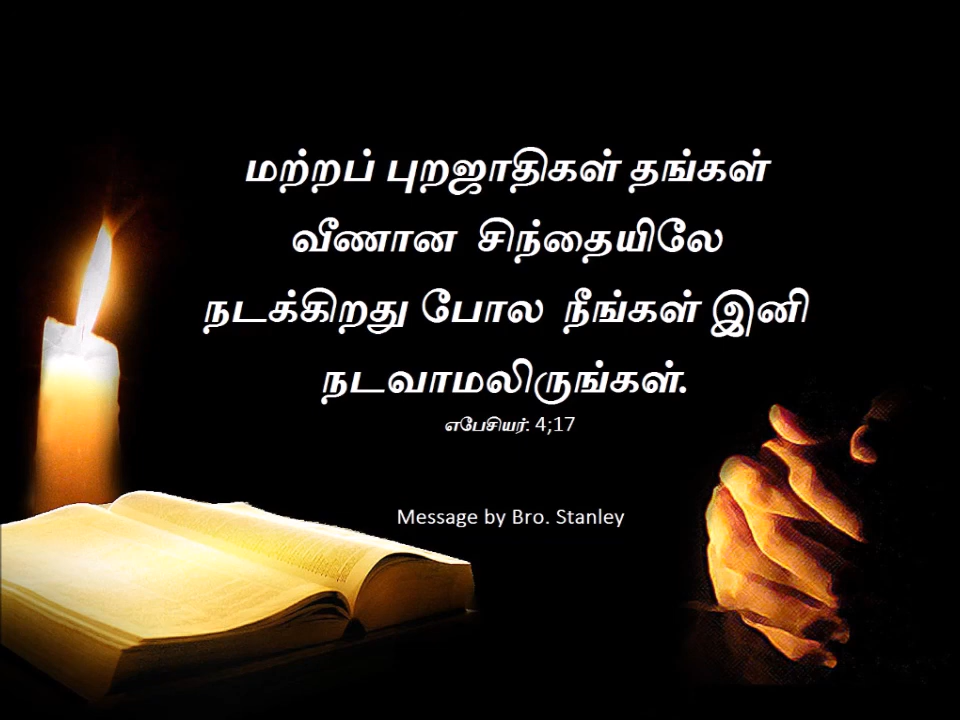 மற்றப் புறஜாதிகள் தங்கள்
வீணான சிந்தையிலே
நடக்கிறது போல நீங்கள் இனி
நடவாமலிருங்கள்.
எபேசியர்: 4;17
Message by Bro. Stanley